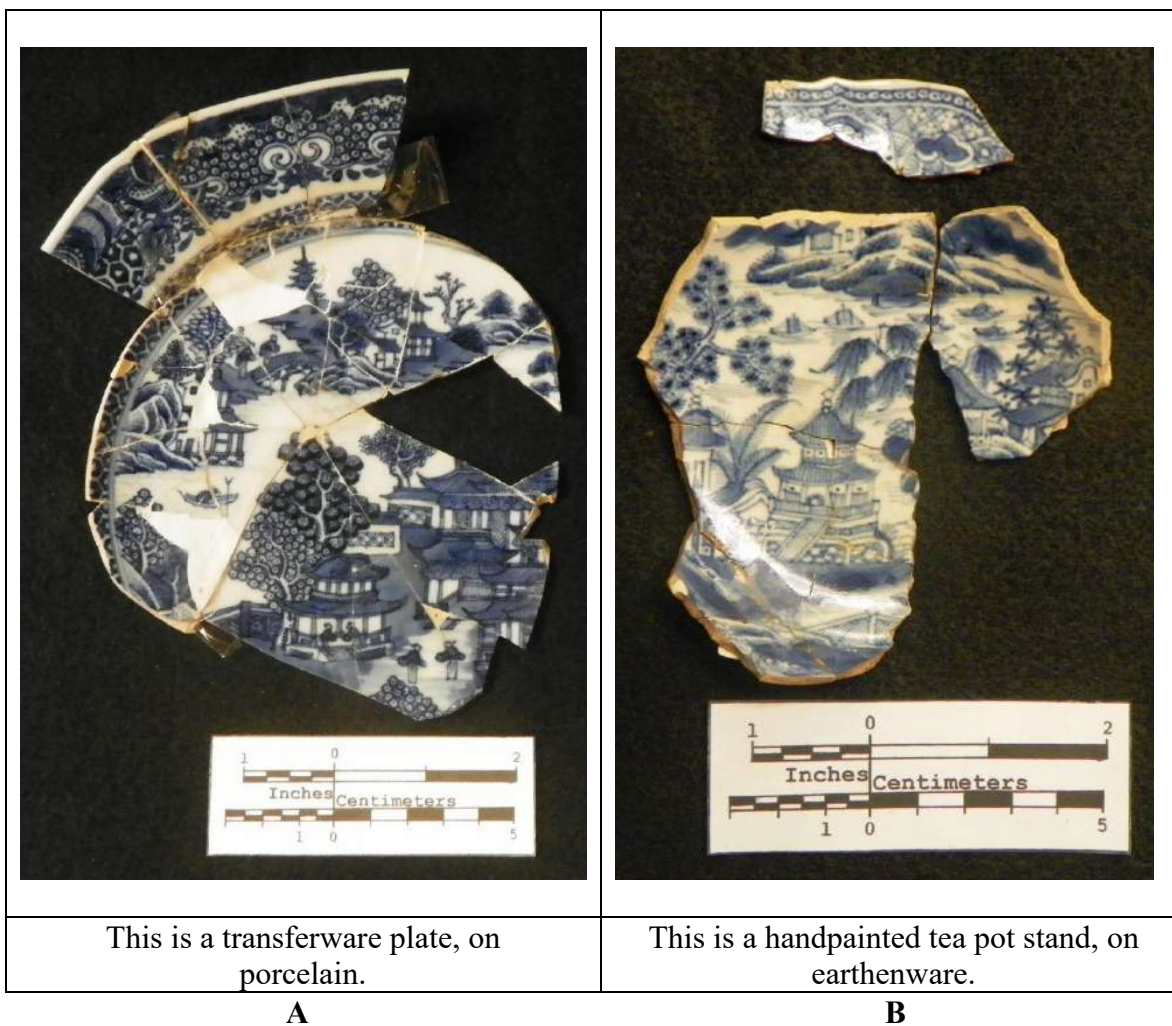 1 0 2
Inches
Centimeters
1 0 5
1 0 2
Inches
Centimeters
1 0 5
This is a transferware plate, on
porcelain.
This is a handpainted tea pot stand, on
earthenware.
A
B